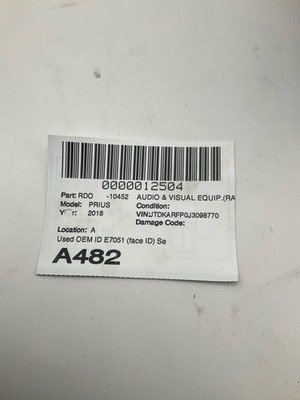 0000012504
Part: RDO -10452 AUDIO & VISUAL EQUIP.(RA
Model: PRIUS Condition:
Year: 2018 VIN:JTDKARFP0J3098770
Damage Code:
Location: A
Used OEM ID E7051 (face ID) Se
A482